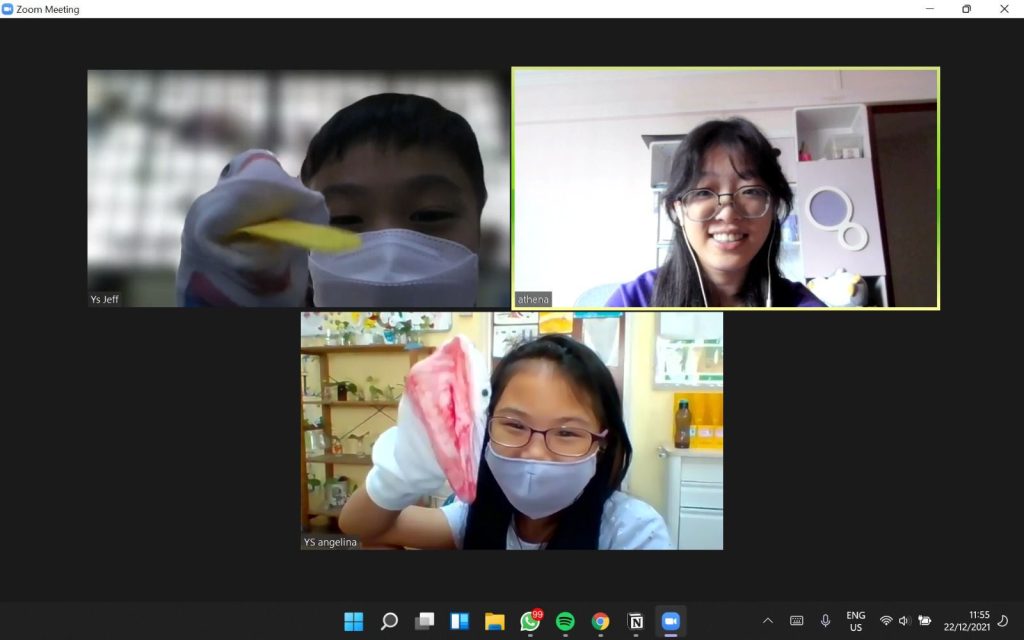 Zoom Meeting
Ys Jeff
athena
YS angelina
99
ENG
US
11:55
22/12/2021